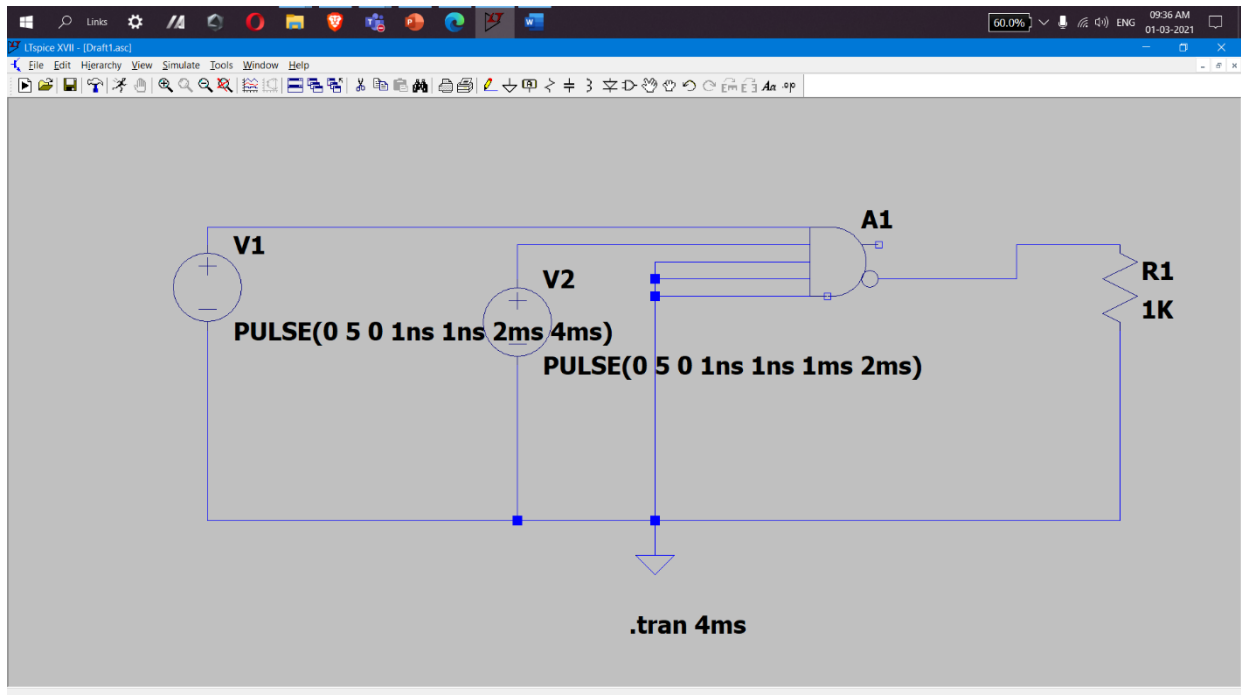 Links
60.0%
ENG
09:36 AM
01-03-2021
LTspice XVII - [Draft1.asc]
File Edit Hierarchy View Simulate Tools Window Help
Aa .op
A1
V1
V2
R1
1K
PULSE(0 5 0 1ns 1ns 2ms 4ms)
PULSE(0 5 0 1ns 1ns 1ms 2ms)
.tran 4ms